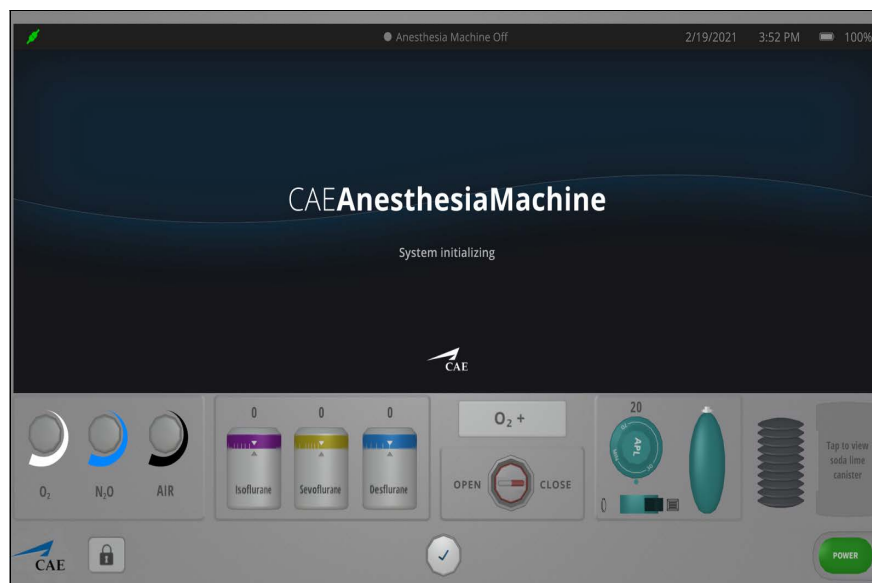 Anesthesia Machine Off
2/19/2021 3:52 PM 100%
CAEAnesthesiaMachine
System initializing
CAE
0 0 0
O₂ +
20
APL
Isoflurane Sevoflurane Desflurane
OPEN CLOSE
O₂ N₂O AIR
0
Tap to view
soda lime
canister
CAE
POWER